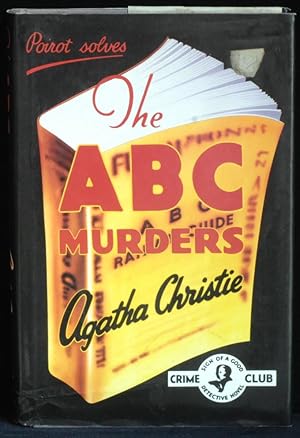 Poirot solves
The
ABC
MURDERS
Agatha Christie
A B C
CRIME CLUB
SIGN OF A GOOD
DETECTIVE NOVEL